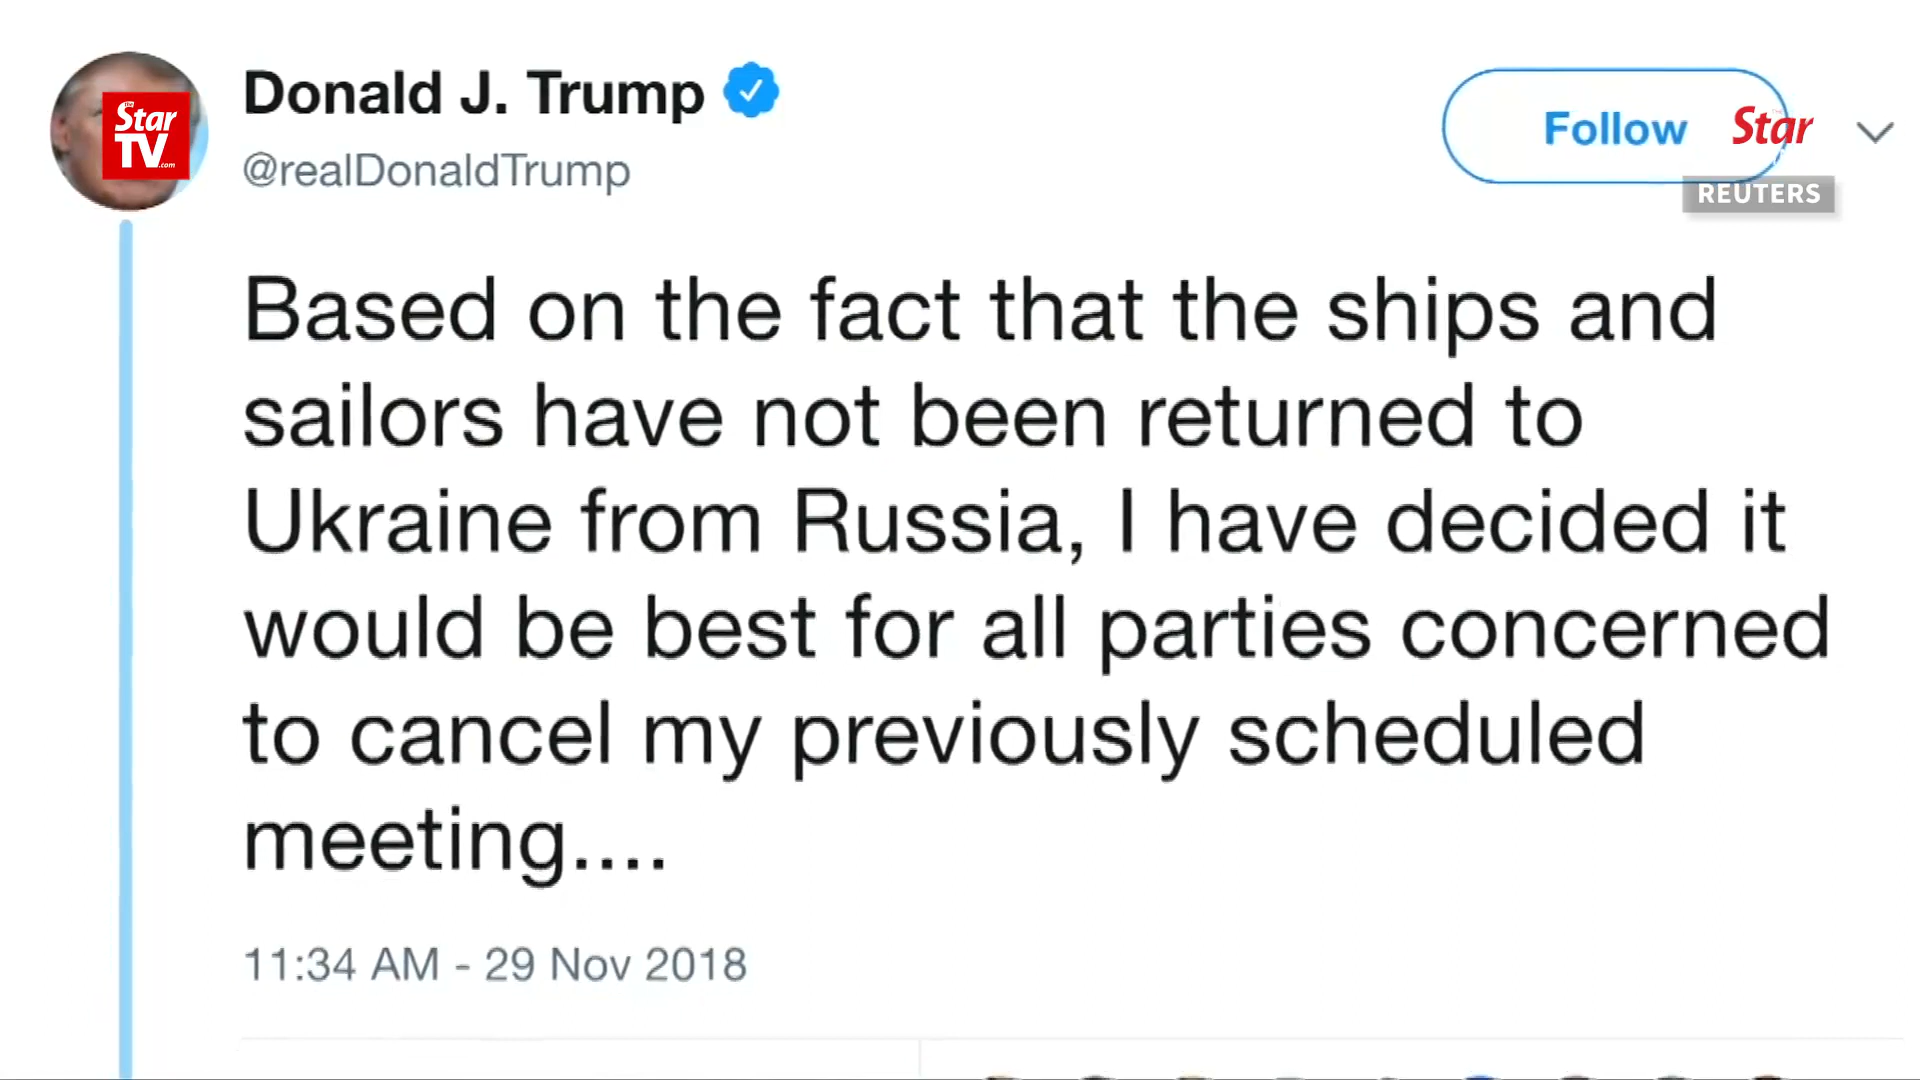 Donald J. Trump
@realDonaldTrump
The Star
TV.com
Follow
Star
REUTERS
Based on the fact that the ships and
sailors have not been returned to
Ukraine from Russia, I have decided it
would be best for all parties concerned
to cancel my previously scheduled
meeting....
11:34 AM - 29 Nov 2018